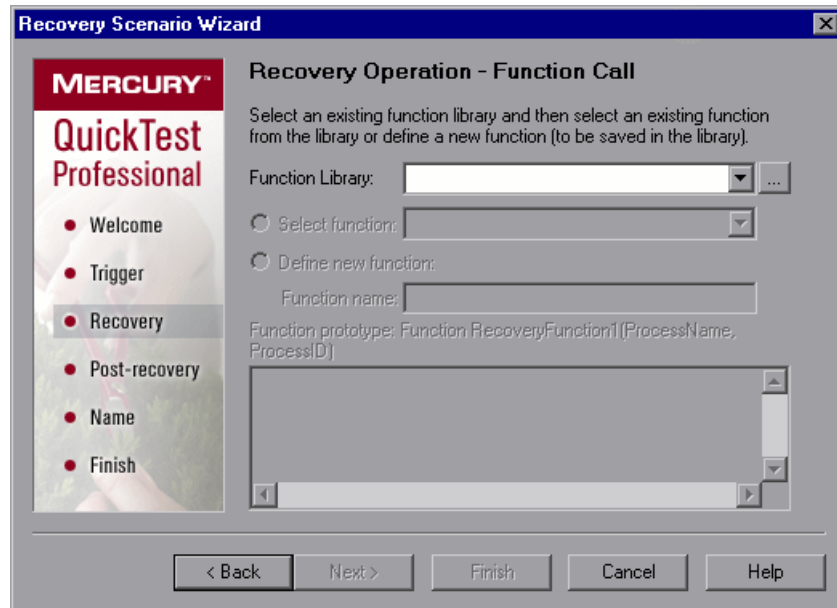 Recovery Scenario Wizard
MERCURY™
QuickTest
Professional
Welcome
Trigger
Recovery
Post-recovery
Name
Finish
Recovery Operation - Function Call
Select an existing function library and then select an existing function
from the library or define a new function (to be saved in the library).
Function Library:
...
Select function:
Define new function:
Function name:
Function prototype: Function RecoveryFunction1(ProcessName,
ProcessID)
< Back
Next >
Finish
Cancel
Help